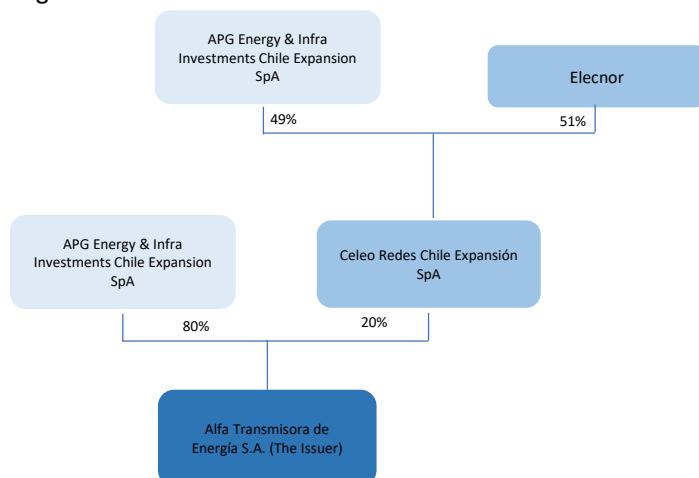 APG Energy & Infra
Investments Chile Expansion
SpA
Elecnor
49%
51%
APG Energy & Infra
Investments Chile Expansion
SpA
Celeo Redes Chile Expansión
SpA
80%
20%
Alfa Transmisora de
Energía S.A. (The Issuer)